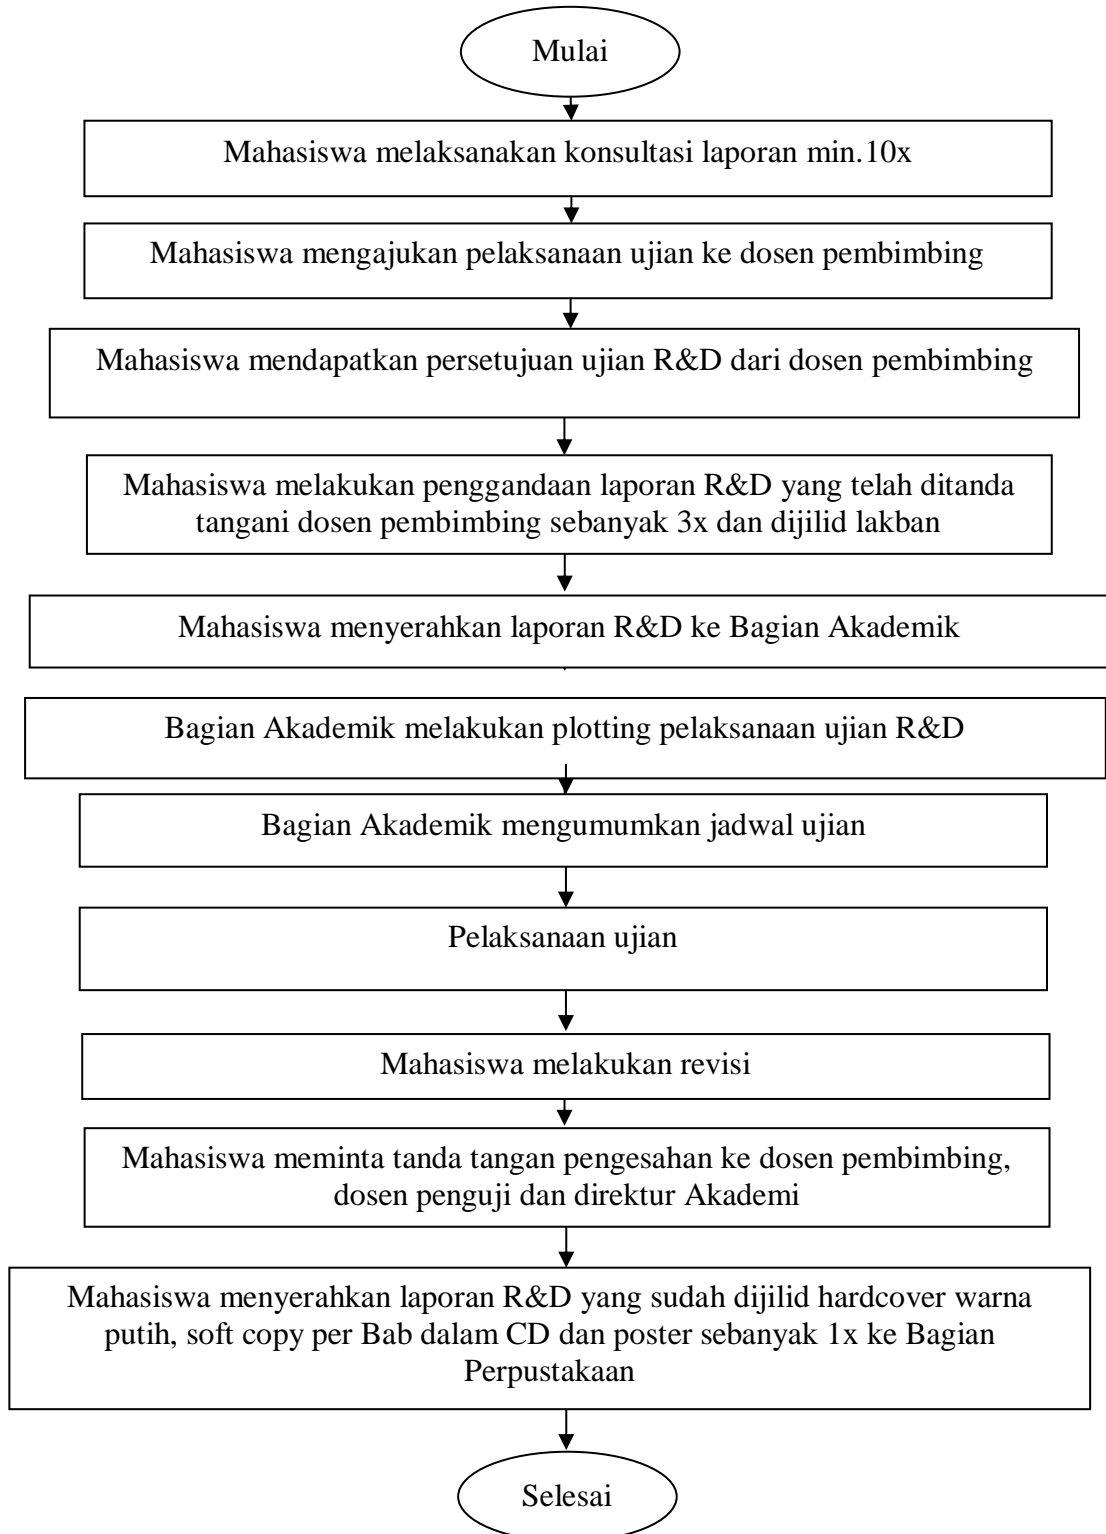 Mulai
Mahasiswa melaksanakan konsultasi laporan min.10x
Mahasiswa mengajukan pelaksanaan ujian ke dosen pembimbing
Mahasiswa mendapatkan persetujuan ujian R&D dari dosen pembimbing
Mahasiswa melakukan penggandaan laporan R&D yang telah ditanda
tangani dosen pembimbing sebanyak 3x dan dijilid lakban
Mahasiswa menyerahkan laporan R&D ke Bagian Akademik
Bagian Akademik melakukan plotting pelaksanaan ujian R&D
Bagian Akademik mengumumkan jadwal ujian
Pelaksanaan ujian
Mahasiswa melakukan revisi
Mahasiswa meminta tanda tangan pengesahan ke dosen pembimbing,
dosen penguji dan direktur Akademi
Mahasiswa menyerahkan laporan R&D yang sudah dijilid hardcover warna
putih, soft copy per Bab dalam CD dan poster sebanyak 1x ke Bagian
Perpustakaan
Selesai